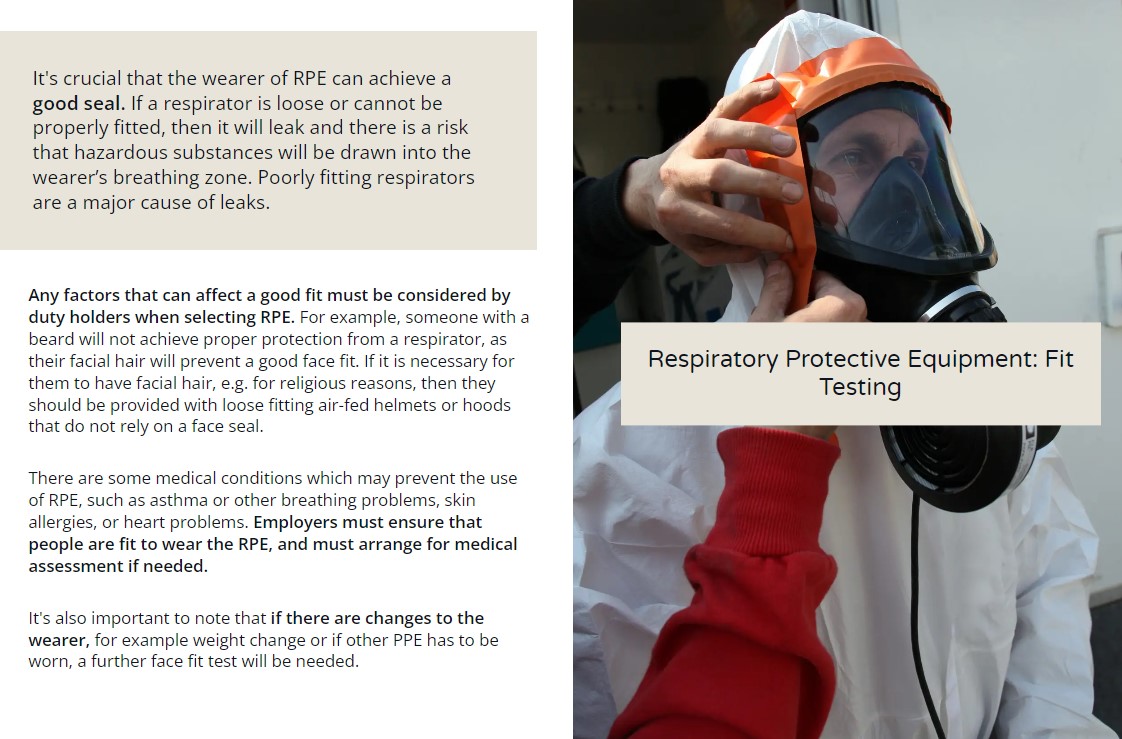 It's crucial that the wearer of RPE can achieve a
good seal. If a respirator is loose or cannot be
properly fitted, then it will leak and there is a risk
that hazardous substances will be drawn into the
wearer’s breathing zone. Poorly fitting respirators
are a major cause of leaks.
Any factors that can affect a good fit must be considered by
duty holders when selecting RPE. For example, someone with a
beard will not achieve proper protection from a respirator, as
their facial hair will prevent a good face fit. If it is necessary for
them to have facial hair, e.g. for religious reasons, then they
should be provided with loose fitting air-fed helmets or hoods
that do not rely on a face seal.
There are some medical conditions which may prevent the use
of RPE, such as asthma or other breathing problems, skin
allergies, or heart problems. Employers must ensure that
people are fit to wear the RPE, and must arrange for medical
assessment if needed.
It's also important to note that if there are changes to the
wearer, for example weight change or if other PPE has to be
worn, a further face fit test will be needed.
Respiratory Protective Equipment: Fit
Testing